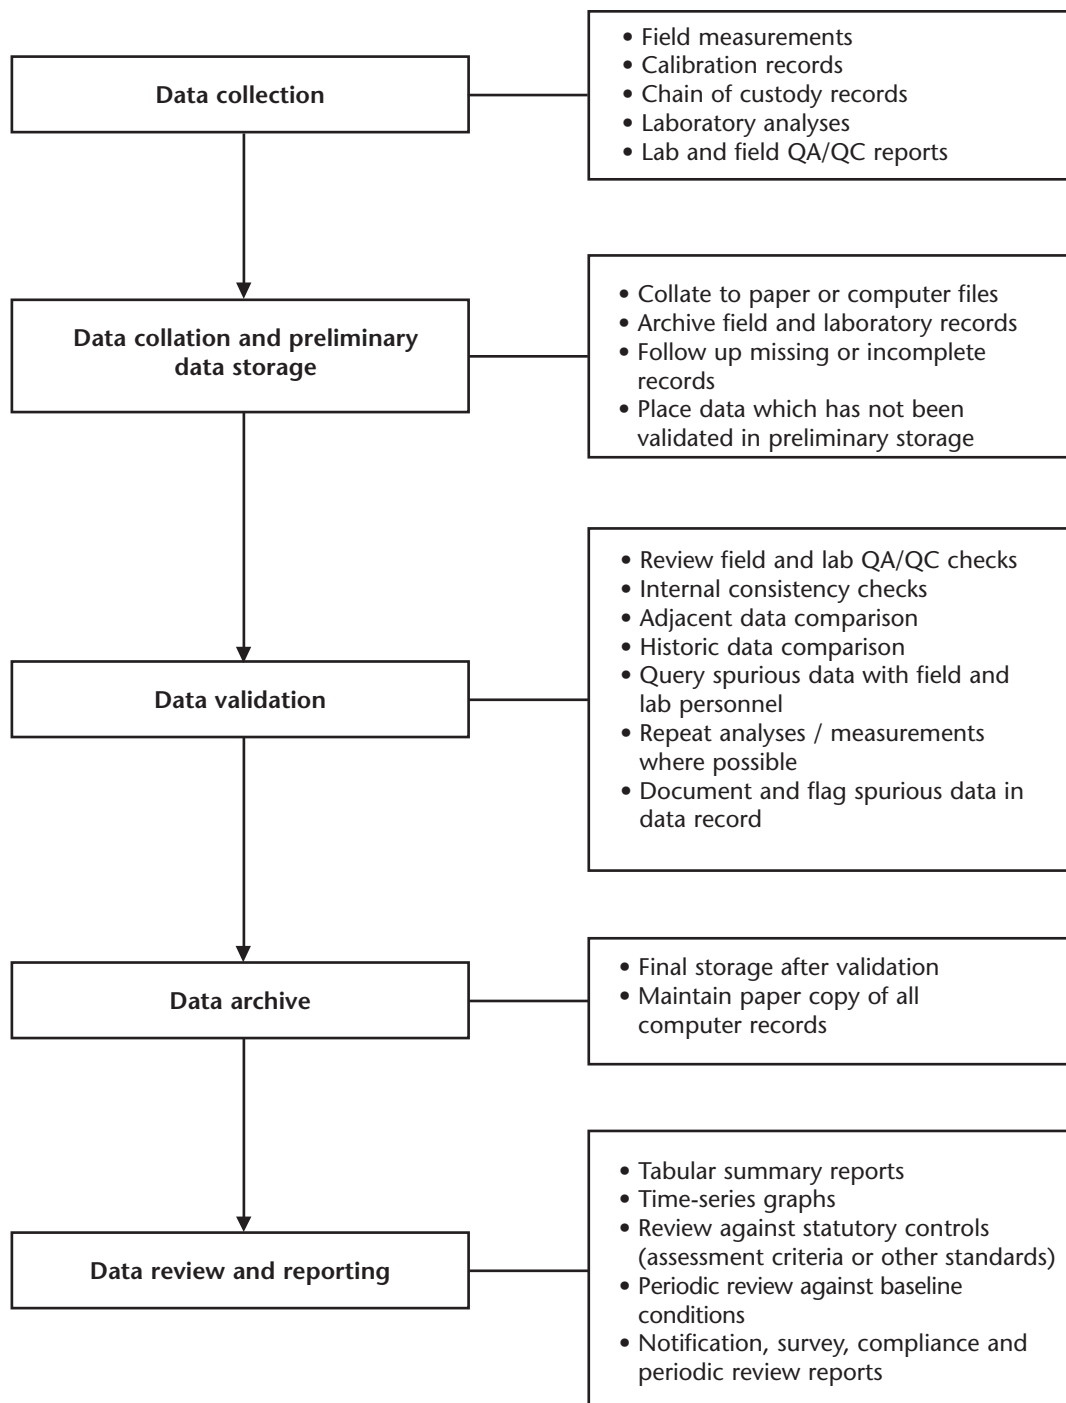 Data collection
• Field measurements
• Calibration records
• Chain of custody records
• Laboratory analyses
• Lab and field QA/QC reports
Data collation and preliminary
data storage
• Collate to paper or computer files
• Archive field and laboratory records
• Follow up missing or incomplete
records
• Place data which has not been
validated in preliminary storage
Data validation
• Review field and lab QA/QC checks
• Internal consistency checks
• Adjacent data comparison
• Historic data comparison
• Query spurious data with field and
lab personnel
• Repeat analyses / measurements
where possible
• Document and flag spurious data in
data record
Data archive
• Final storage after validation
• Maintain paper copy of all
computer records
Data review and reporting
• Tabular summary reports
• Time-series graphs
• Review against statutory controls
(assessment criteria or other standards)
• Periodic review against baseline
conditions
• Notification, survey, compliance and
periodic review reports